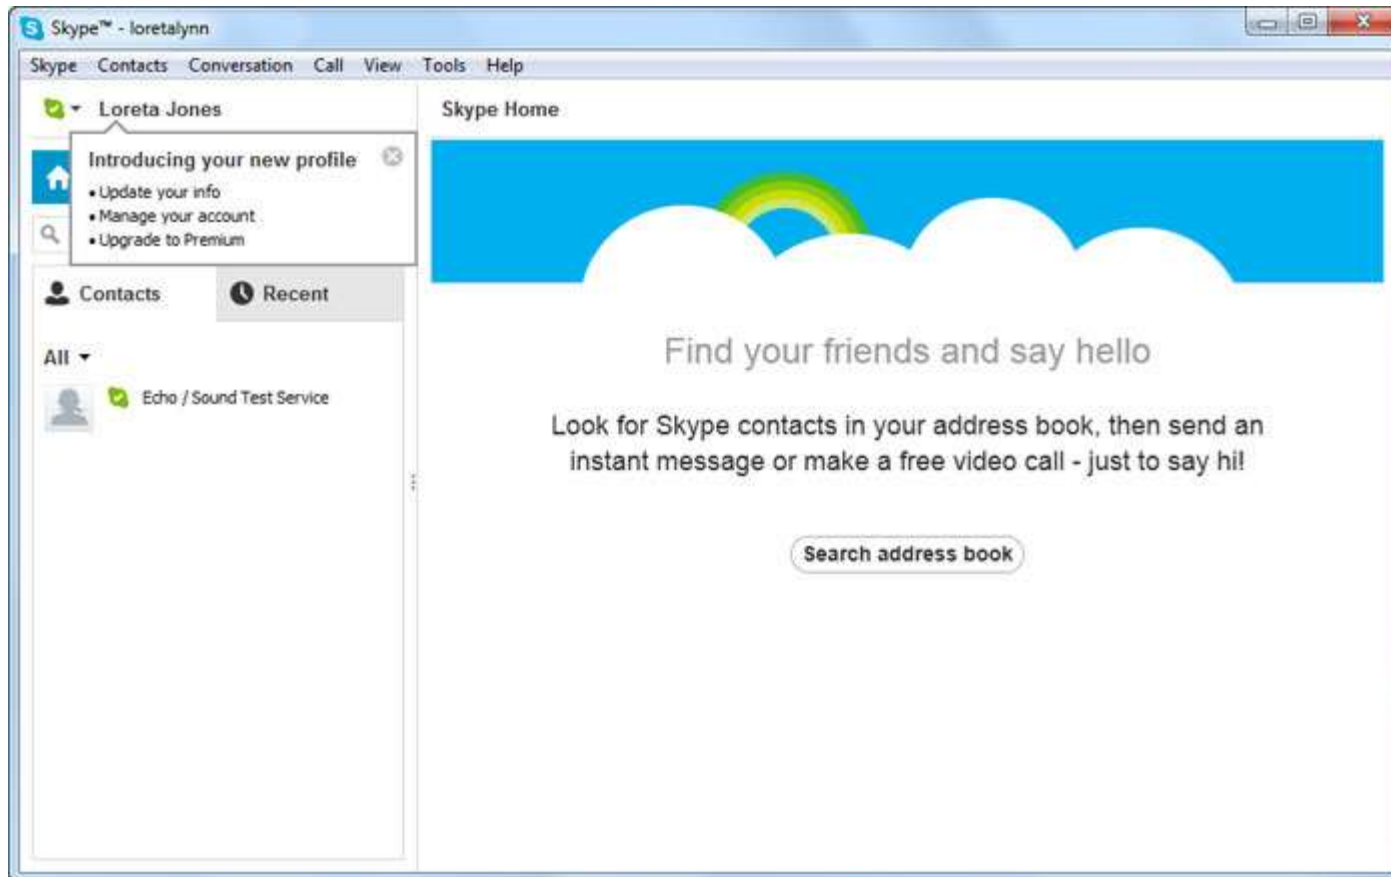 Skype™ - loretalynn
Skype Contacts Conversation Call View Tools Help
Loreta Jones
Introducing your new profile
• Update your info
• Manage your account
• Upgrade to Premium
Contacts
Recent
All
Echo / Sound Test Service
Skype Home
Find your friends and say hello
Look for Skype contacts in your address book, then send an
instant message or make a free video call - just to say hi!
Search address book